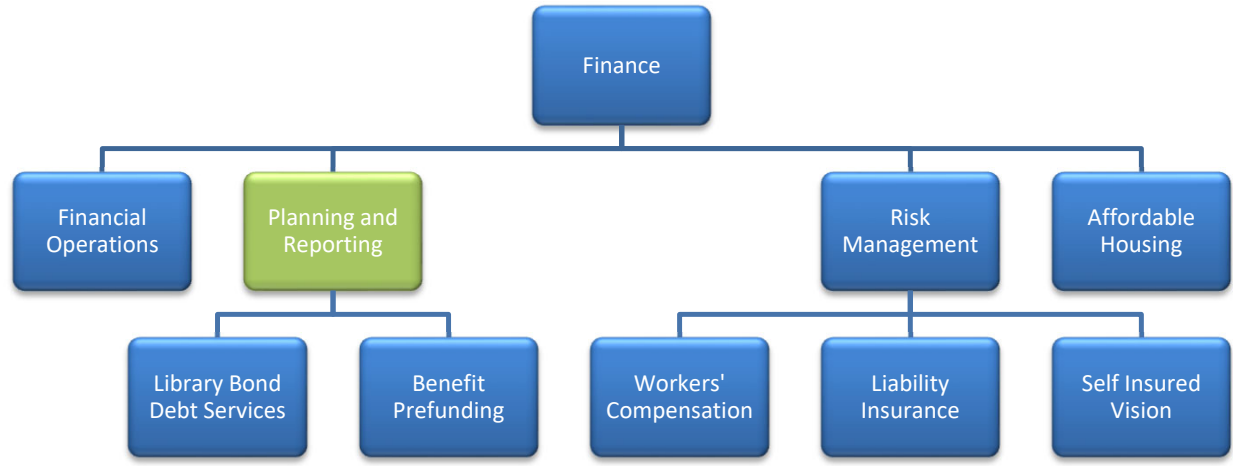 Finance
Financial
Operations
Planning and
Reporting
Risk
Management
Affordable
Housing
Library Bond
Debt Services
Benefit
Prefunding
Workers'
Compensation
Liability
Insurance
Self Insured
Vision